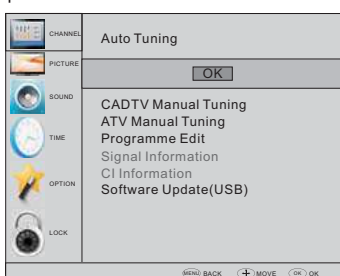 CHANNEL
PICTURE
SOUND
TIME
OPTION
LOCK
Auto Tuning
OK
CADTV Manual Tuning
ATV Manual Tuning
Programme Edit
Signal Information
CI Information
Software Update(USB)
MENU BACK MOVE OK OK